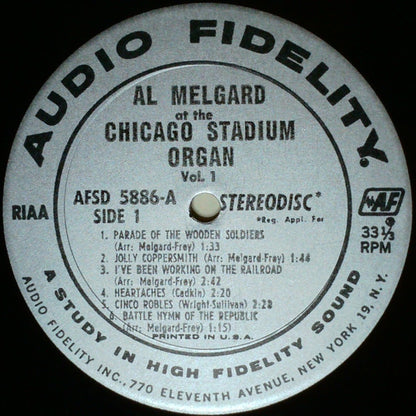 AUDIO FIDELITY®
AL MELGARD
at the
CHICAGO STADIUM
ORGAN
Vol. 1
AFSD 5886-A
SIDE 1
STEREODISC*
*Reg. Appl. For
RIAA
AF
33⅓
RPM
1. PARADE OF THE WOODEN SOLDIERS
(Arr: Melgard-Frey) 1:33
2. JOLLY COPPERSMITH (Arr: Melgard-Frey) 1:44
3. I'VE BEEN WORKING ON THE RAILROAD
(Arr: Melgard-Frey) 2:42
4. HEARTACHES (Cadkin) 2:20
5. CINCO ROBLES (Wright-Sullivan) 2:28
6. BATTLE HYMN OF THE REPUBLIC
(Arr: Melgard-Frey) 1:15)
PRINTED IN U.S.A.
A STUDY IN HIGH FIDELITY SOUND
AUDIO FIDELITY INC., 770 ELEVENTH AVENUE, NEW YORK 19, N.Y.